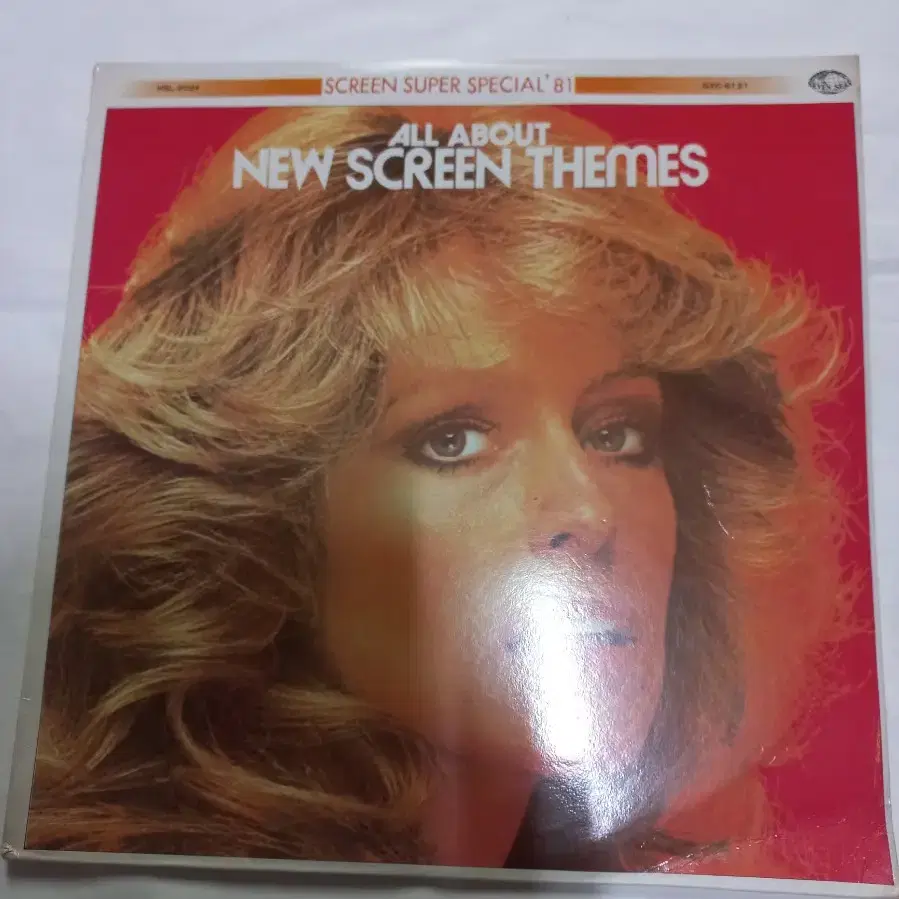 SCREEN SUPER SPECIAL' 81
ALL ABOUT
NEW SCREEN THEMES